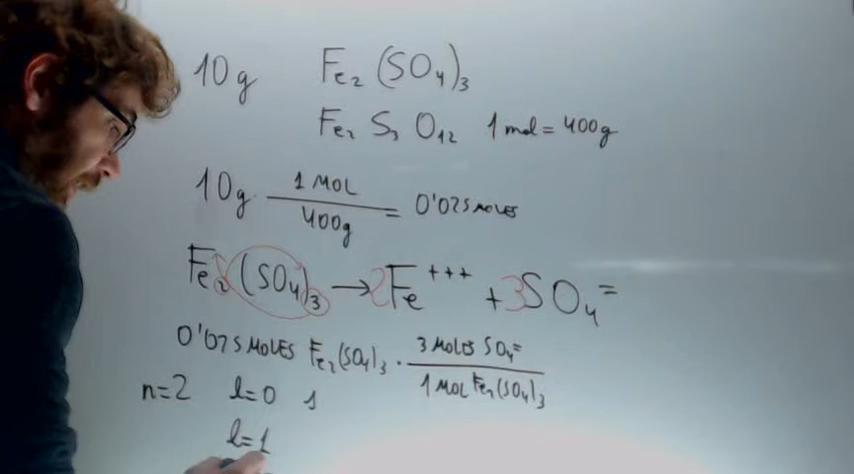 10g Fe₂(SO₄)₃
Fe₂ S₃ O₁₂ 1 mol = 400g
10g · 1 MOL / 400g = 0'025 MOLES
Fe₂(SO₄)₃ → 2Fe⁺⁺⁺ + 3SO₄⁼
0'025 MOLES Fe₂(SO₄)₃ · 3 MOLES SO₄⁼ / 1 MOL Fe₂(SO₄)₃
n=2 l=0 s
l=1